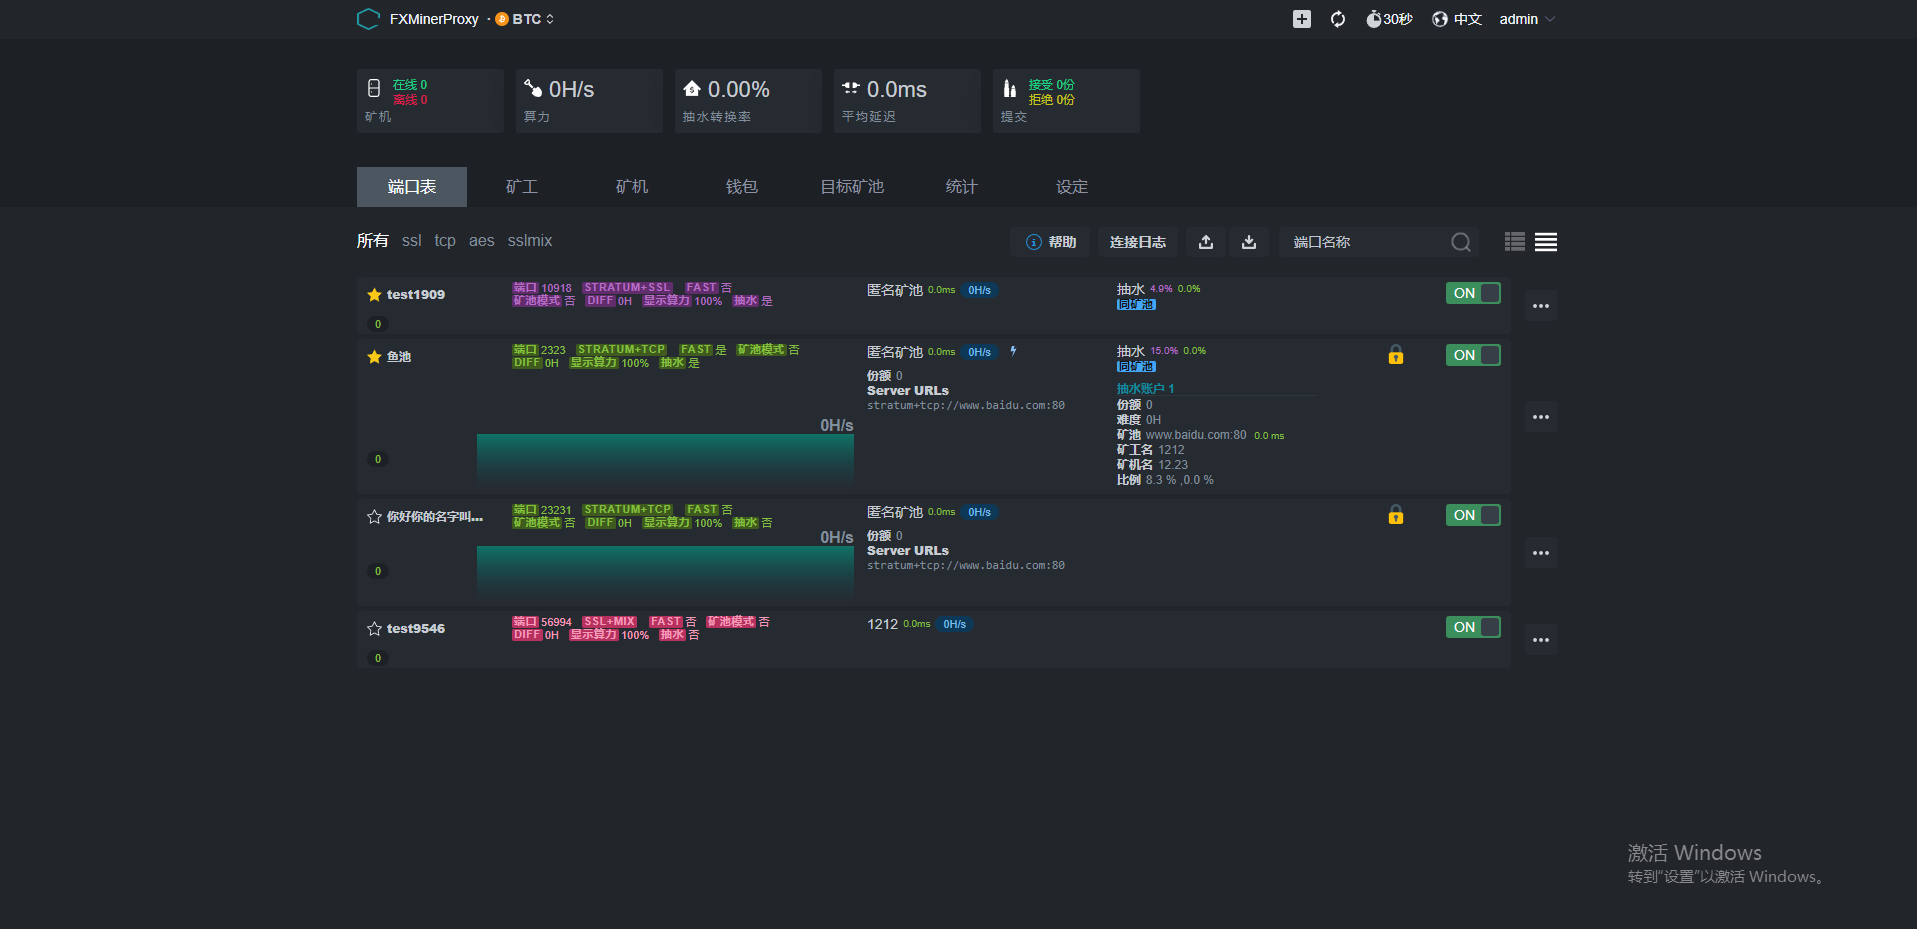 FXMinerProxy · BTC 30秒 中文 admin
在线 0
离线 0
矿机
0H/s
算力
0.00%
抽水转换率
0.0ms
平均延迟
接受 0份
拒绝 0份
提交
端口表 矿工 矿机 钱包 目标矿池 统计 设定
所有 ssl tcp aes sslmix 帮助 连接日志 端口名称
test1909
0
端口 10918 STRATUM+SSL FAST 否
矿池模式 否 DIFF 0H 显示算力 100% 抽水 是
匿名矿池 0.0ms 0H/s
抽水 4.9% 0.0%
同矿池
ON
鱼池
0
端口 2323 STRATUM+TCP FAST 是 矿池模式 否
DIFF 0H 显示算力 100% 抽水 是
0H/s
匿名矿池 0.0ms 0H/s
份额 0
Server URLs
stratum+tcp://www.baidu.com:80
抽水 15.0% 0.0%
同矿池
抽水账户 1
份额 0
难度 0H
矿池 www.baidu.com:80 0.0 ms
矿工名 1212
矿机名 12.23
比例 8.3 % ,0.0 %
ON
你好你的名字叫...
0
端口 23231 STRATUM+TCP FAST 否
矿池模式 否 DIFF 0H 显示算力 100% 抽水 否
0H/s
匿名矿池 0.0ms 0H/s
份额 0
Server URLs
stratum+tcp://www.baidu.com:80
ON
test9546
0
端口 56994 SSL+MIX FAST 否 矿池模式 否
DIFF 0H 显示算力 100% 抽水 否
1212 0.0ms 0H/s
ON
激活 Windows
转到“设置”以激活 Windows。